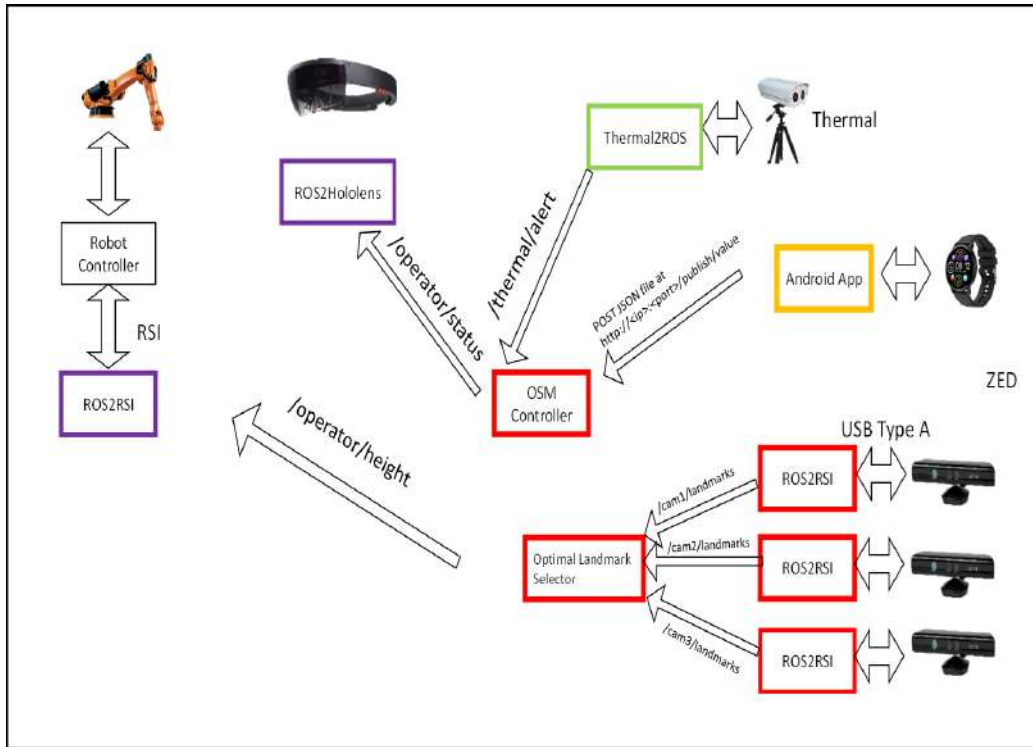 Thermal2ROS
Thermal
ROS2Hololens
Robot
Controller
/thermal/alert
/operator/status
POST JSON file at
http://<ip>:<port>/publish/value
Android App
RSI
ROS2RSI
OSM
Controller
ZED
/operator/height
USB Type A
ROS2RSI
/cam1/landmarks
/cam2/landmarks
Optimal Landmark
Selector
ROS2RSI
/cam3/landmarks
ROS2RSI